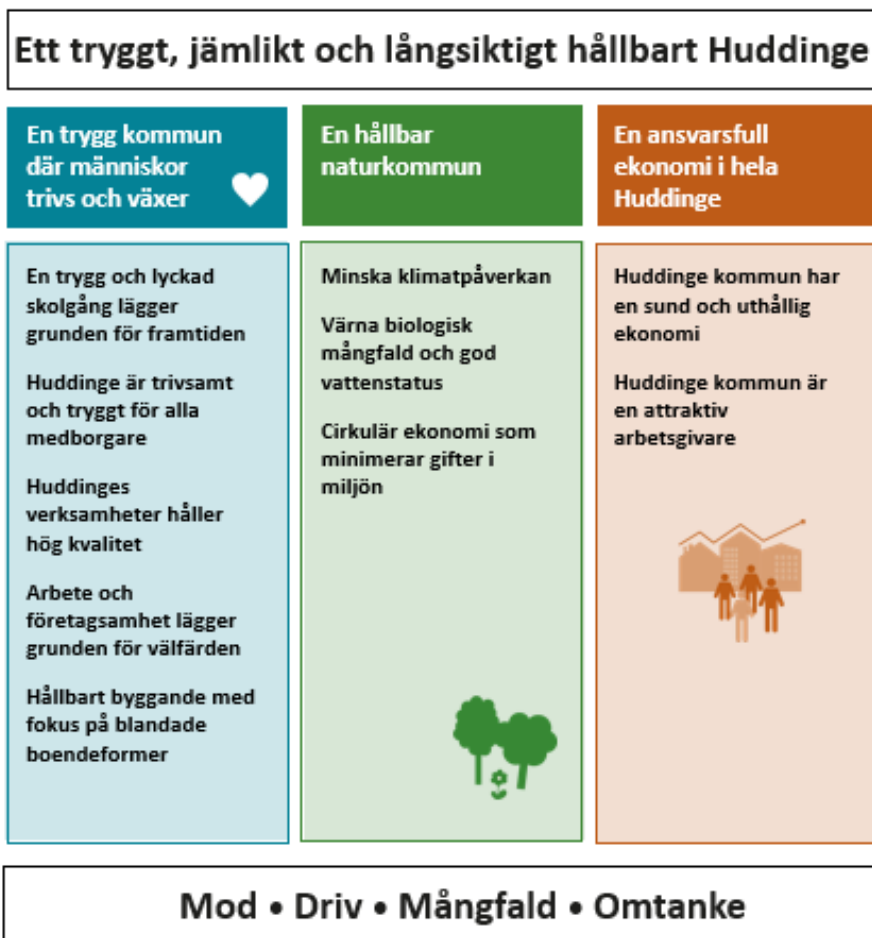 Ett tryggt, jämlikt och långsiktigt hållbart Huddinge
En trygg kommun
där människor
trivs och växer
En hållbar
naturkommun
En ansvarsfull
ekonomi i hela
Huddinge
En trygg och lyckad
skolgång lägger
grunden för framtiden
Huddinge är trivsamt
och tryggt för alla
medborgare
Huddinges
verksamheter håller
hög kvalitet
Arbete och
företagsamhet lägger
grunden för välfärden
Hållbart byggande med
fokus på blandade
boendeformer
Minska klimatpåverkan
Värna biologisk
mångfald och god
vattenstatus
Cirkulär ekonomi som
minimerar gifter i
miljön
Huddinge kommun har
en sund och uthållig
ekonomi
Huddinge kommun är
en attraktiv
arbetsgivare
Mod • Driv • Mångfald • Omtanke